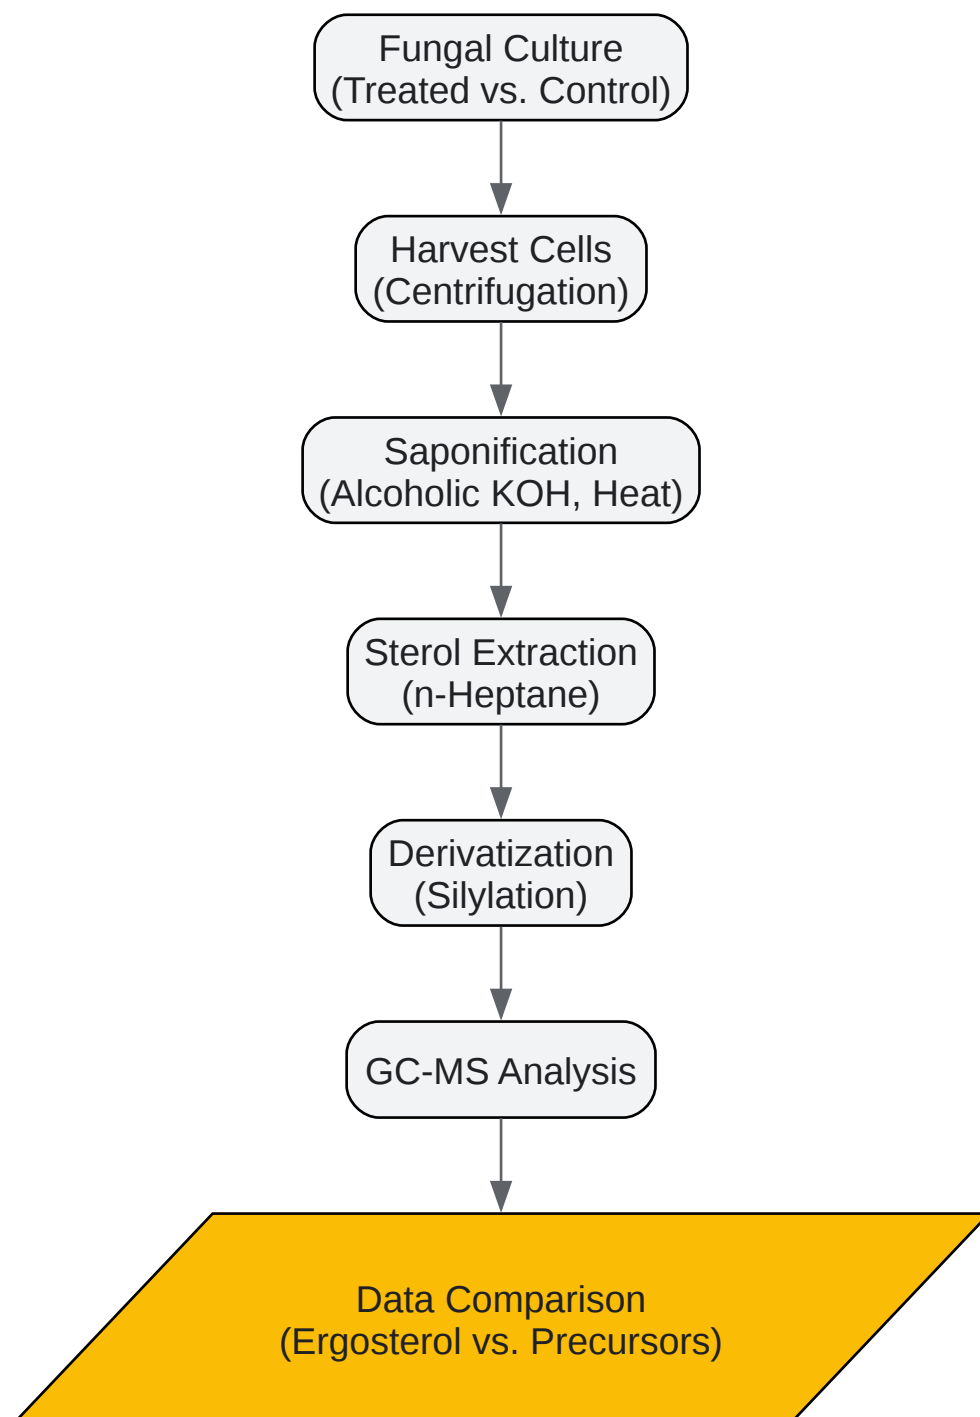 Fungal Culture
(Treated vs. Control)
Harvest Cells
(Centrifugation)
Saponification
(Alcoholic KOH, Heat)
Sterol Extraction
(n-Heptane)
Derivatization
(Silylation)
GC-MS Analysis
Data Comparison
(Ergosterol vs. Precursors)